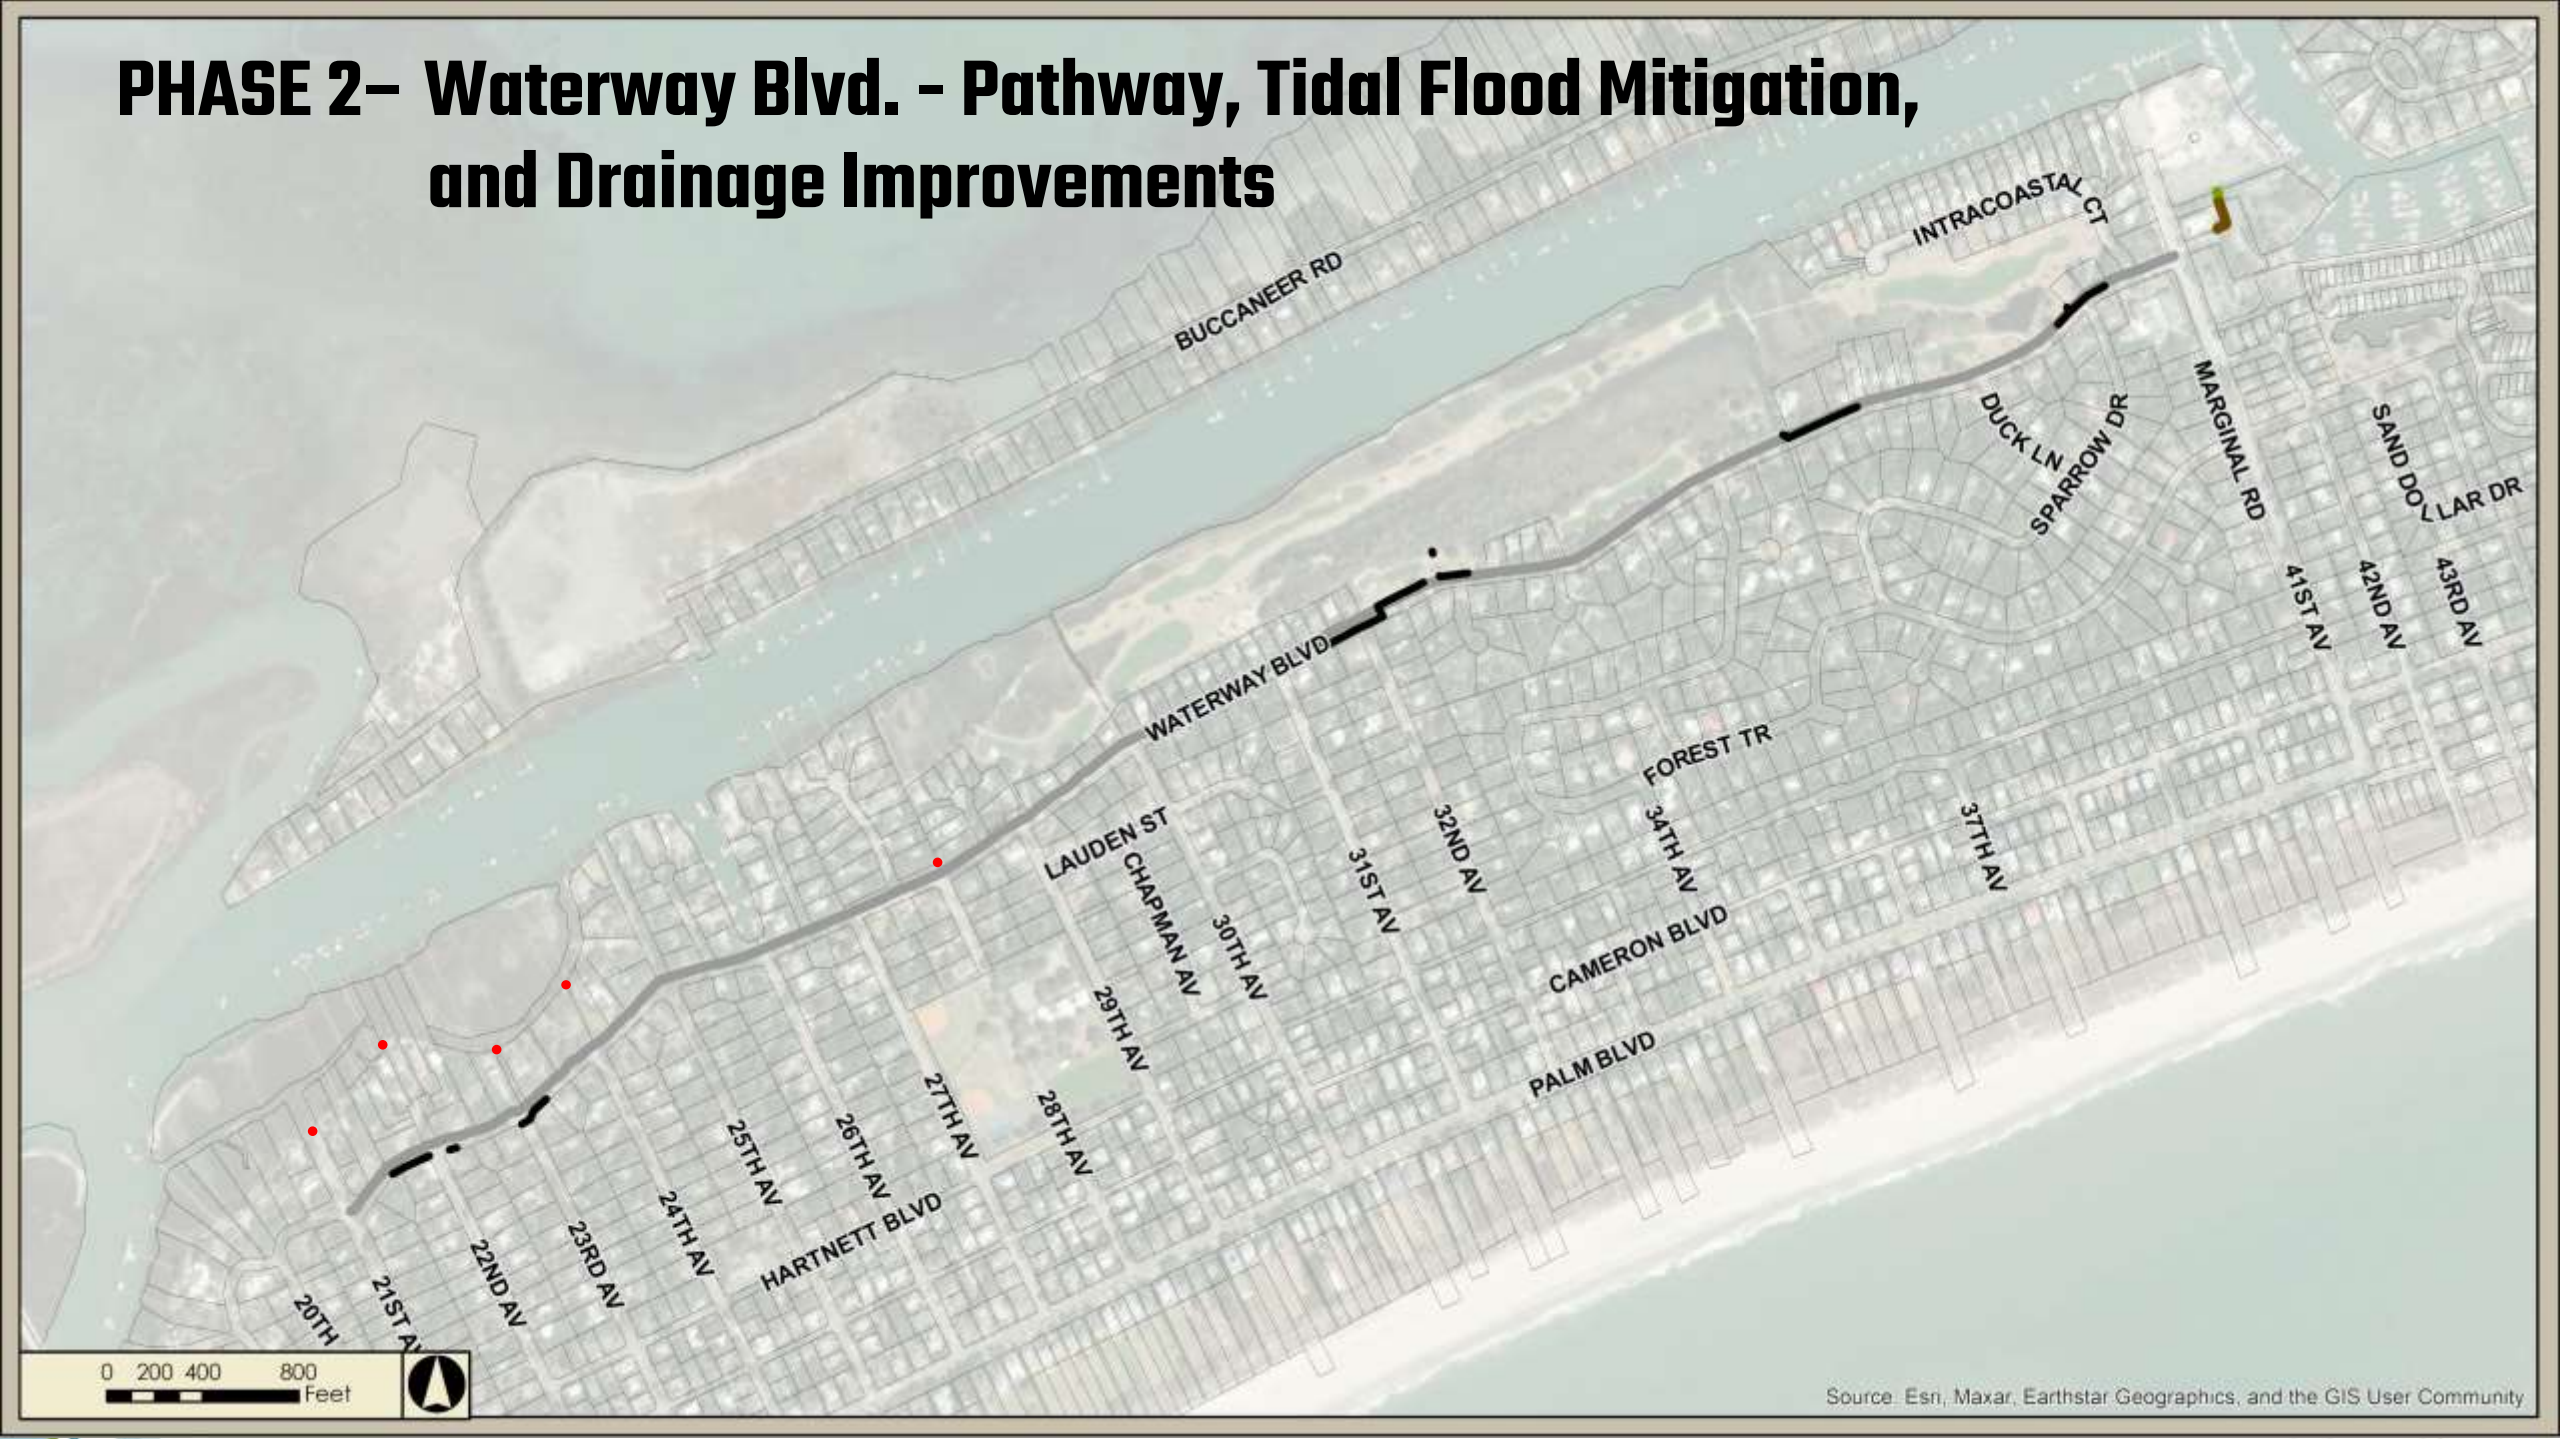 PHASE 2– Waterway Blvd. - Pathway, Tidal Flood Mitigation,
and Drainage Improvements
INTRACOASTAL CT
BUCCANEER RD
MARGINAL RD
DUCK LN
SPARROW DR
SAND DOLLAR DR
41ST AV
42ND AV
43RD AV
WATERWAY BLVD
FOREST TR
LAUDEN ST
CHAPMAN AV
30TH AV
31ST AV
32ND AV
34TH AV
37TH AV
CAMERON BLVD
PALM BLVD
29TH AV
28TH AV
27TH AV
26TH AV
25TH AV
HARTNETT BLVD
24TH AV
23RD AV
22ND AV
21ST AV
20TH
0 200 400 800
Feet
Source: Esri, Maxar, Earthstar Geographics, and the GIS User Community